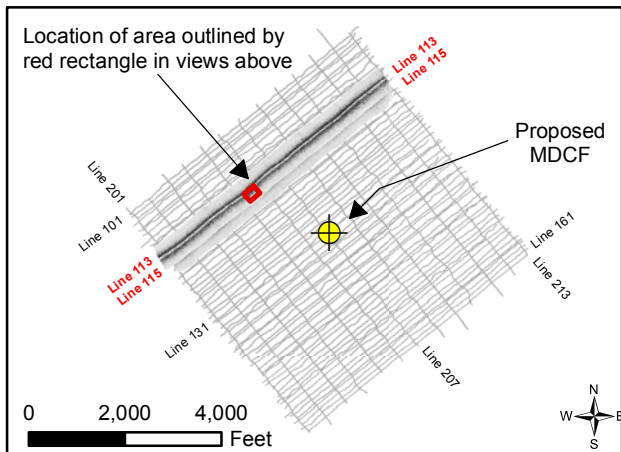 Location of area outlined by
red rectangle in views above
Line 113
Line 115
Proposed
MDCF
Line 201
Line 101
Line 161
Line 213
Line 113
Line 115
Line 131
Line 207
0 2,000 4,000
Feet
N
W E
S